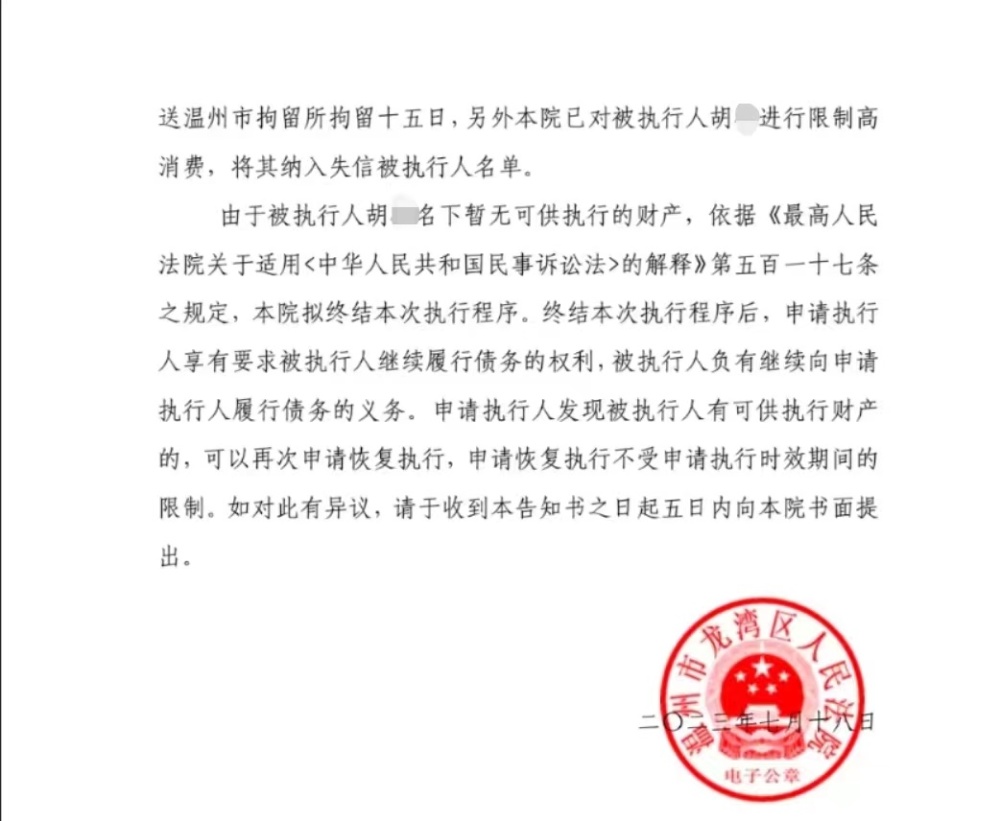 送温州市拘留所拘留十五日，另外本院已对被执行人胡进行限制高
消费，将其纳入失信被执行人名单。
由于被执行人胡名下暂无可供执行的财产，依据《最高人民
法院关于适用<中华人民共和国民事诉讼法>的解释》第五百一十七条
之规定，本院拟终结本次执行程序。终结本次执行程序后，申请执行
人享有要求被执行人继续履行债务的权利，被执行人负有继续向申请
执行人履行债务的义务。申请执行人发现被执行人有可供执行财产
的，可以再次申请恢复执行，申请恢复执行不受申请执行时效期间的
限制。如对此有异议，请于收到本告知书之日起五日内向本院书面提
出。
温州市龙湾区人民法院
二〇二三年七月十八日
电子公章